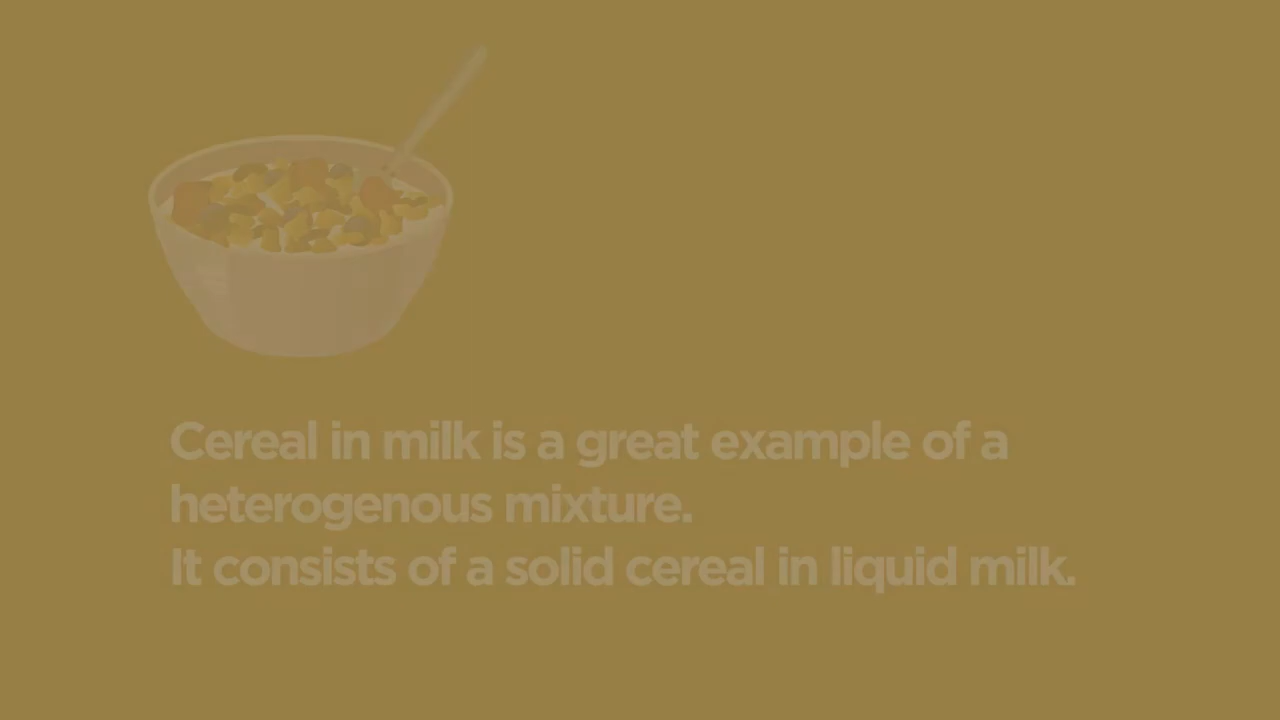 Cereal in milk is a great example of a
heterogenous mixture.
It consists of a solid cereal in liquid milk.